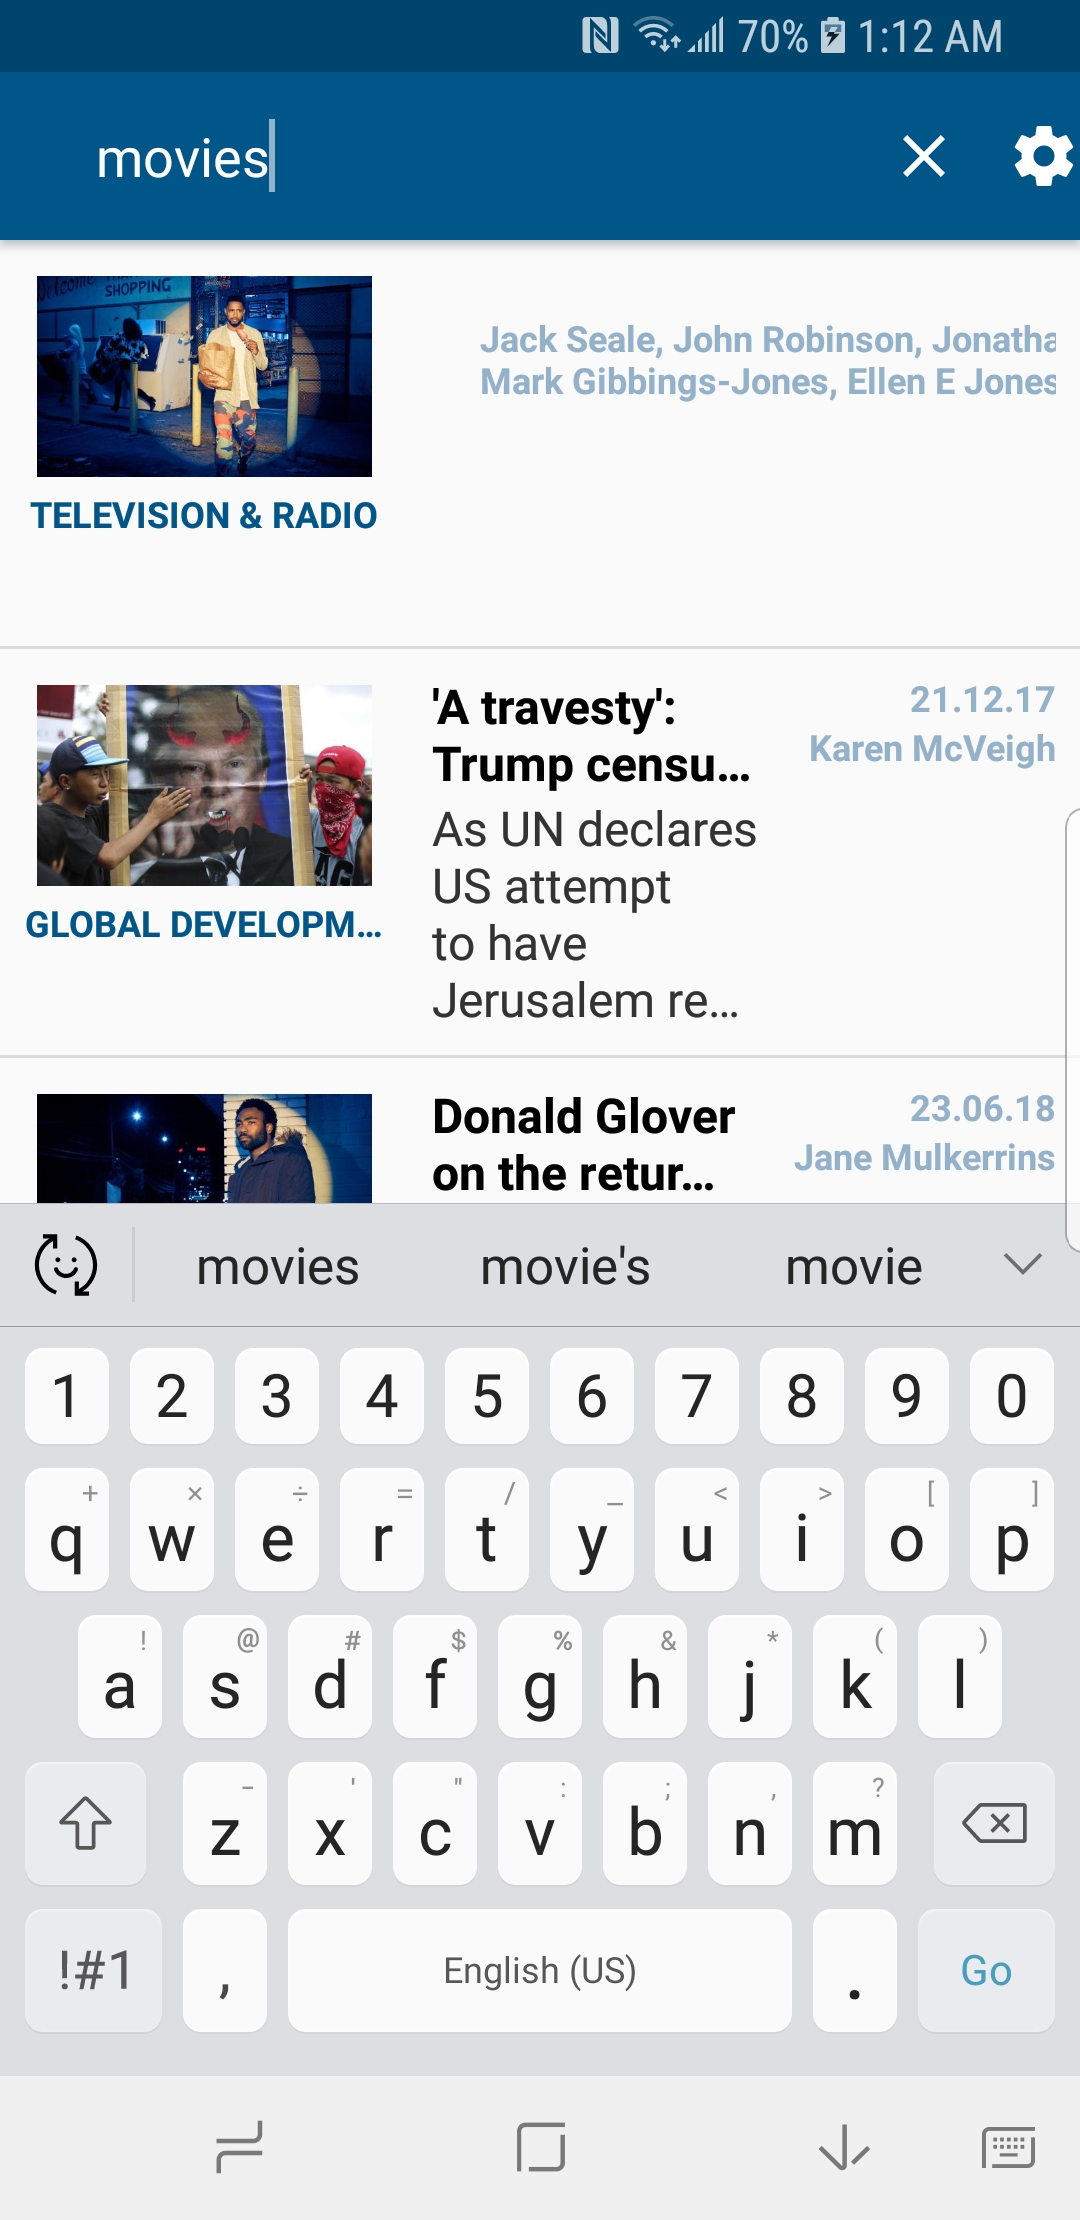 70% 1:12 AM
movies
Welcome
SHOPPING
Jack Seale, John Robinson, Jonatha
Mark Gibbings-Jones, Ellen E Jones
TELEVISION & RADIO
'A travesty':
Trump censu...
21.12.17
Karen McVeigh
As UN declares
US attempt
to have
Jerusalem re...
GLOBAL DEVELOPM...
Donald Glover
on the retur...
23.06.18
Jane Mulkerrins
movies movie's movie
1 2 3 4 5 6 7 8 9 0
+ × ÷ = / _ < > [ ]
q w e r t y u i o p
! @ # $ % & * ( )
a s d f g h j k l
- ' " : ; , ?
z x c v b n m
!#1 , English (US) . Go